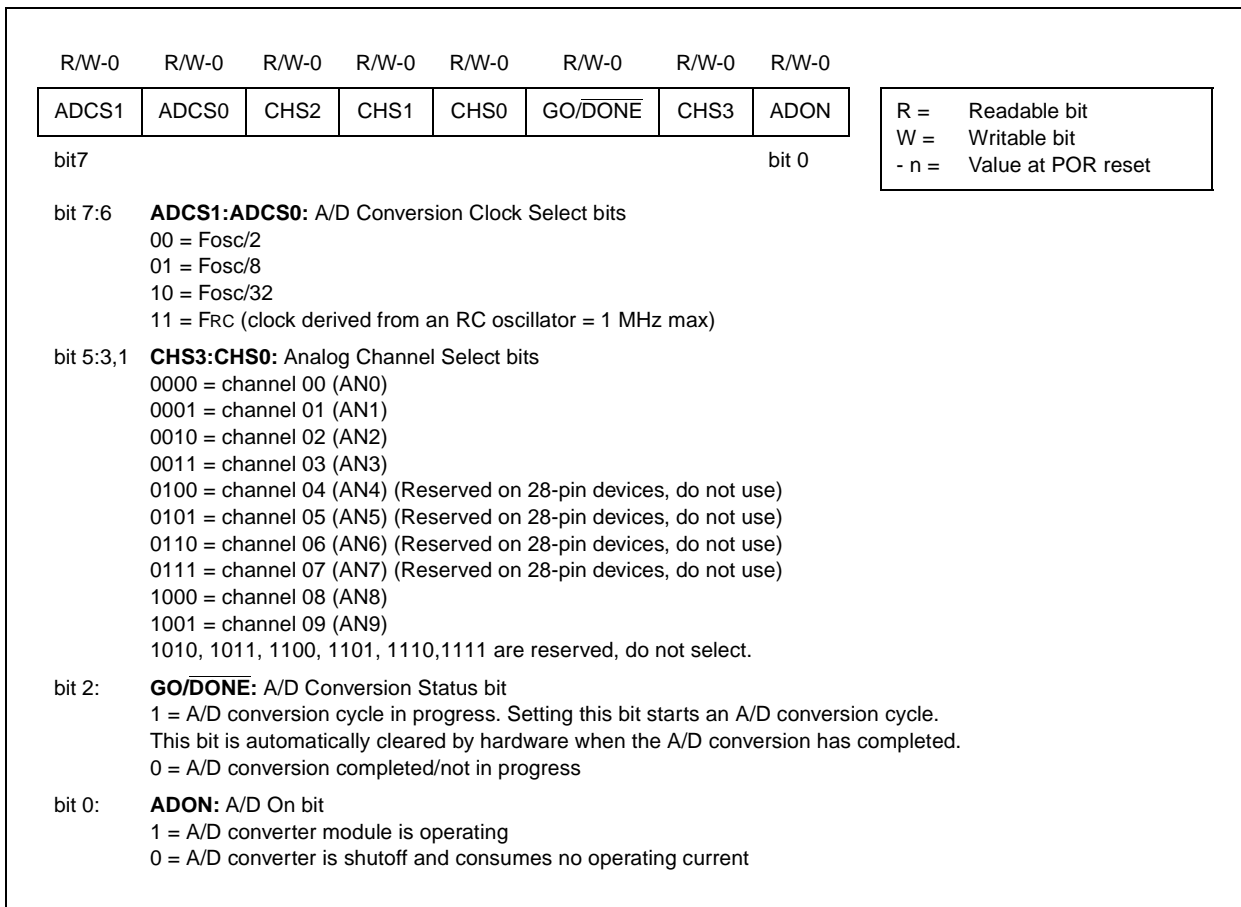 R/W-0 R/W-0 R/W-0 R/W-0 R/W-0 R/W-0 R/W-0 R/W-0
ADCS1 ADCS0 CHS2 CHS1 CHS0 GO/DONE CHS3 ADON
bit7 bit 0
R = Readable bit
W = Writable bit
- n = Value at POR reset
bit 7:6 ADCS1:ADCS0: A/D Conversion Clock Select bits
00 = Fosc/2
01 = Fosc/8
10 = Fosc/32
11 = FRC (clock derived from an RC oscillator = 1 MHz max)
bit 5:3,1 CHS3:CHS0: Analog Channel Select bits
0000 = channel 00 (AN0)
0001 = channel 01 (AN1)
0010 = channel 02 (AN2)
0011 = channel 03 (AN3)
0100 = channel 04 (AN4) (Reserved on 28-pin devices, do not use)
0101 = channel 05 (AN5) (Reserved on 28-pin devices, do not use)
0110 = channel 06 (AN6) (Reserved on 28-pin devices, do not use)
0111 = channel 07 (AN7) (Reserved on 28-pin devices, do not use)
1000 = channel 08 (AN8)
1001 = channel 09 (AN9)
1010, 1011, 1100, 1101, 1110,1111 are reserved, do not select.
bit 2: GO/DONE: A/D Conversion Status bit
1 = A/D conversion cycle in progress. Setting this bit starts an A/D conversion cycle.
This bit is automatically cleared by hardware when the A/D conversion has completed.
0 = A/D conversion completed/not in progress
bit 0: ADON: A/D On bit
1 = A/D converter module is operating
0 = A/D converter is shutoff and consumes no operating current